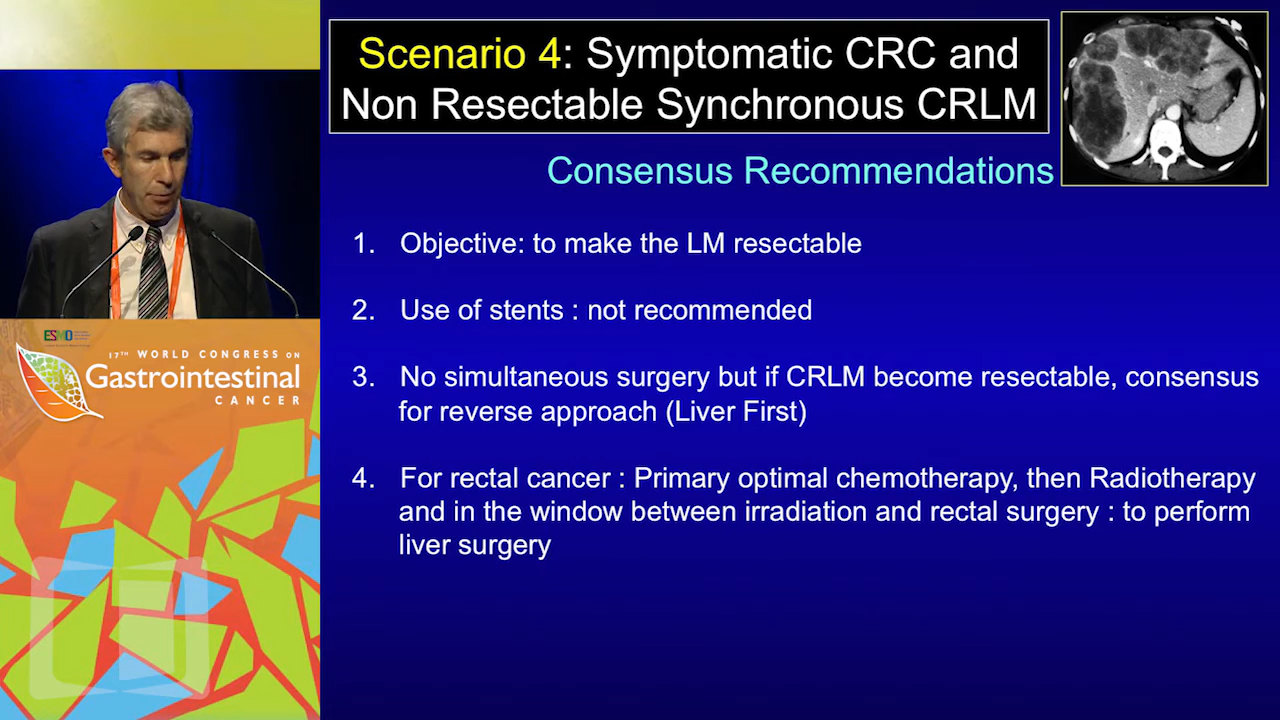 Scenario 4: Symptomatic CRC and
Non Resectable Synchronous CRLM
Consensus Recommendations
1. Objective: to make the LM resectable
2. Use of stents : not recommended
3. No simultaneous surgery but if CRLM become resectable, consensus
for reverse approach (Liver First)
4. For rectal cancer : Primary optimal chemotherapy, then Radiotherapy
and in the window between irradiation and rectal surgery : to perform
liver surgery
ESMO
17TH WORLD CONGRESS ON
Gastrointestinal
CANCER